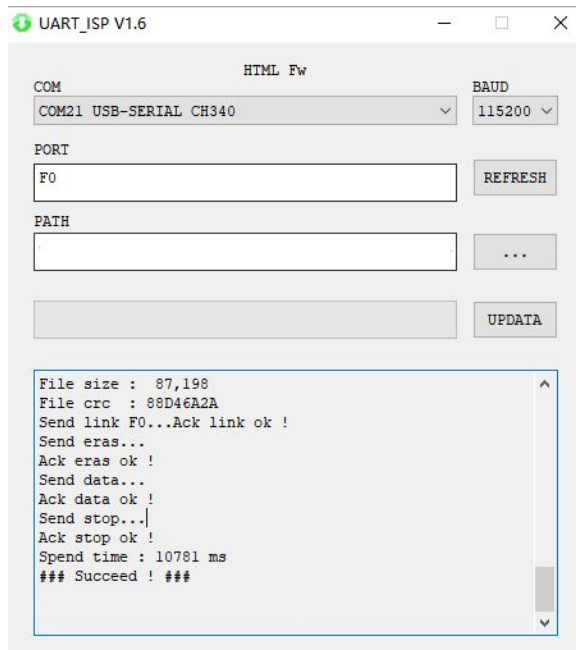 UART_ISP V1.6
HTML Fw
COM
BAUD
COM21 USB-SERIAL CH340
115200
PORT
F0
REFRESH
PATH
...
UPDATA
File size :  87,198
File crc  : 88D46A2A
Send link F0...Ack link ok !
Send eras...
Ack eras ok !
Send data...
Ack data ok !
Send stop...
Ack stop ok !
Spend time : 10781 ms
### Succeed ! ###